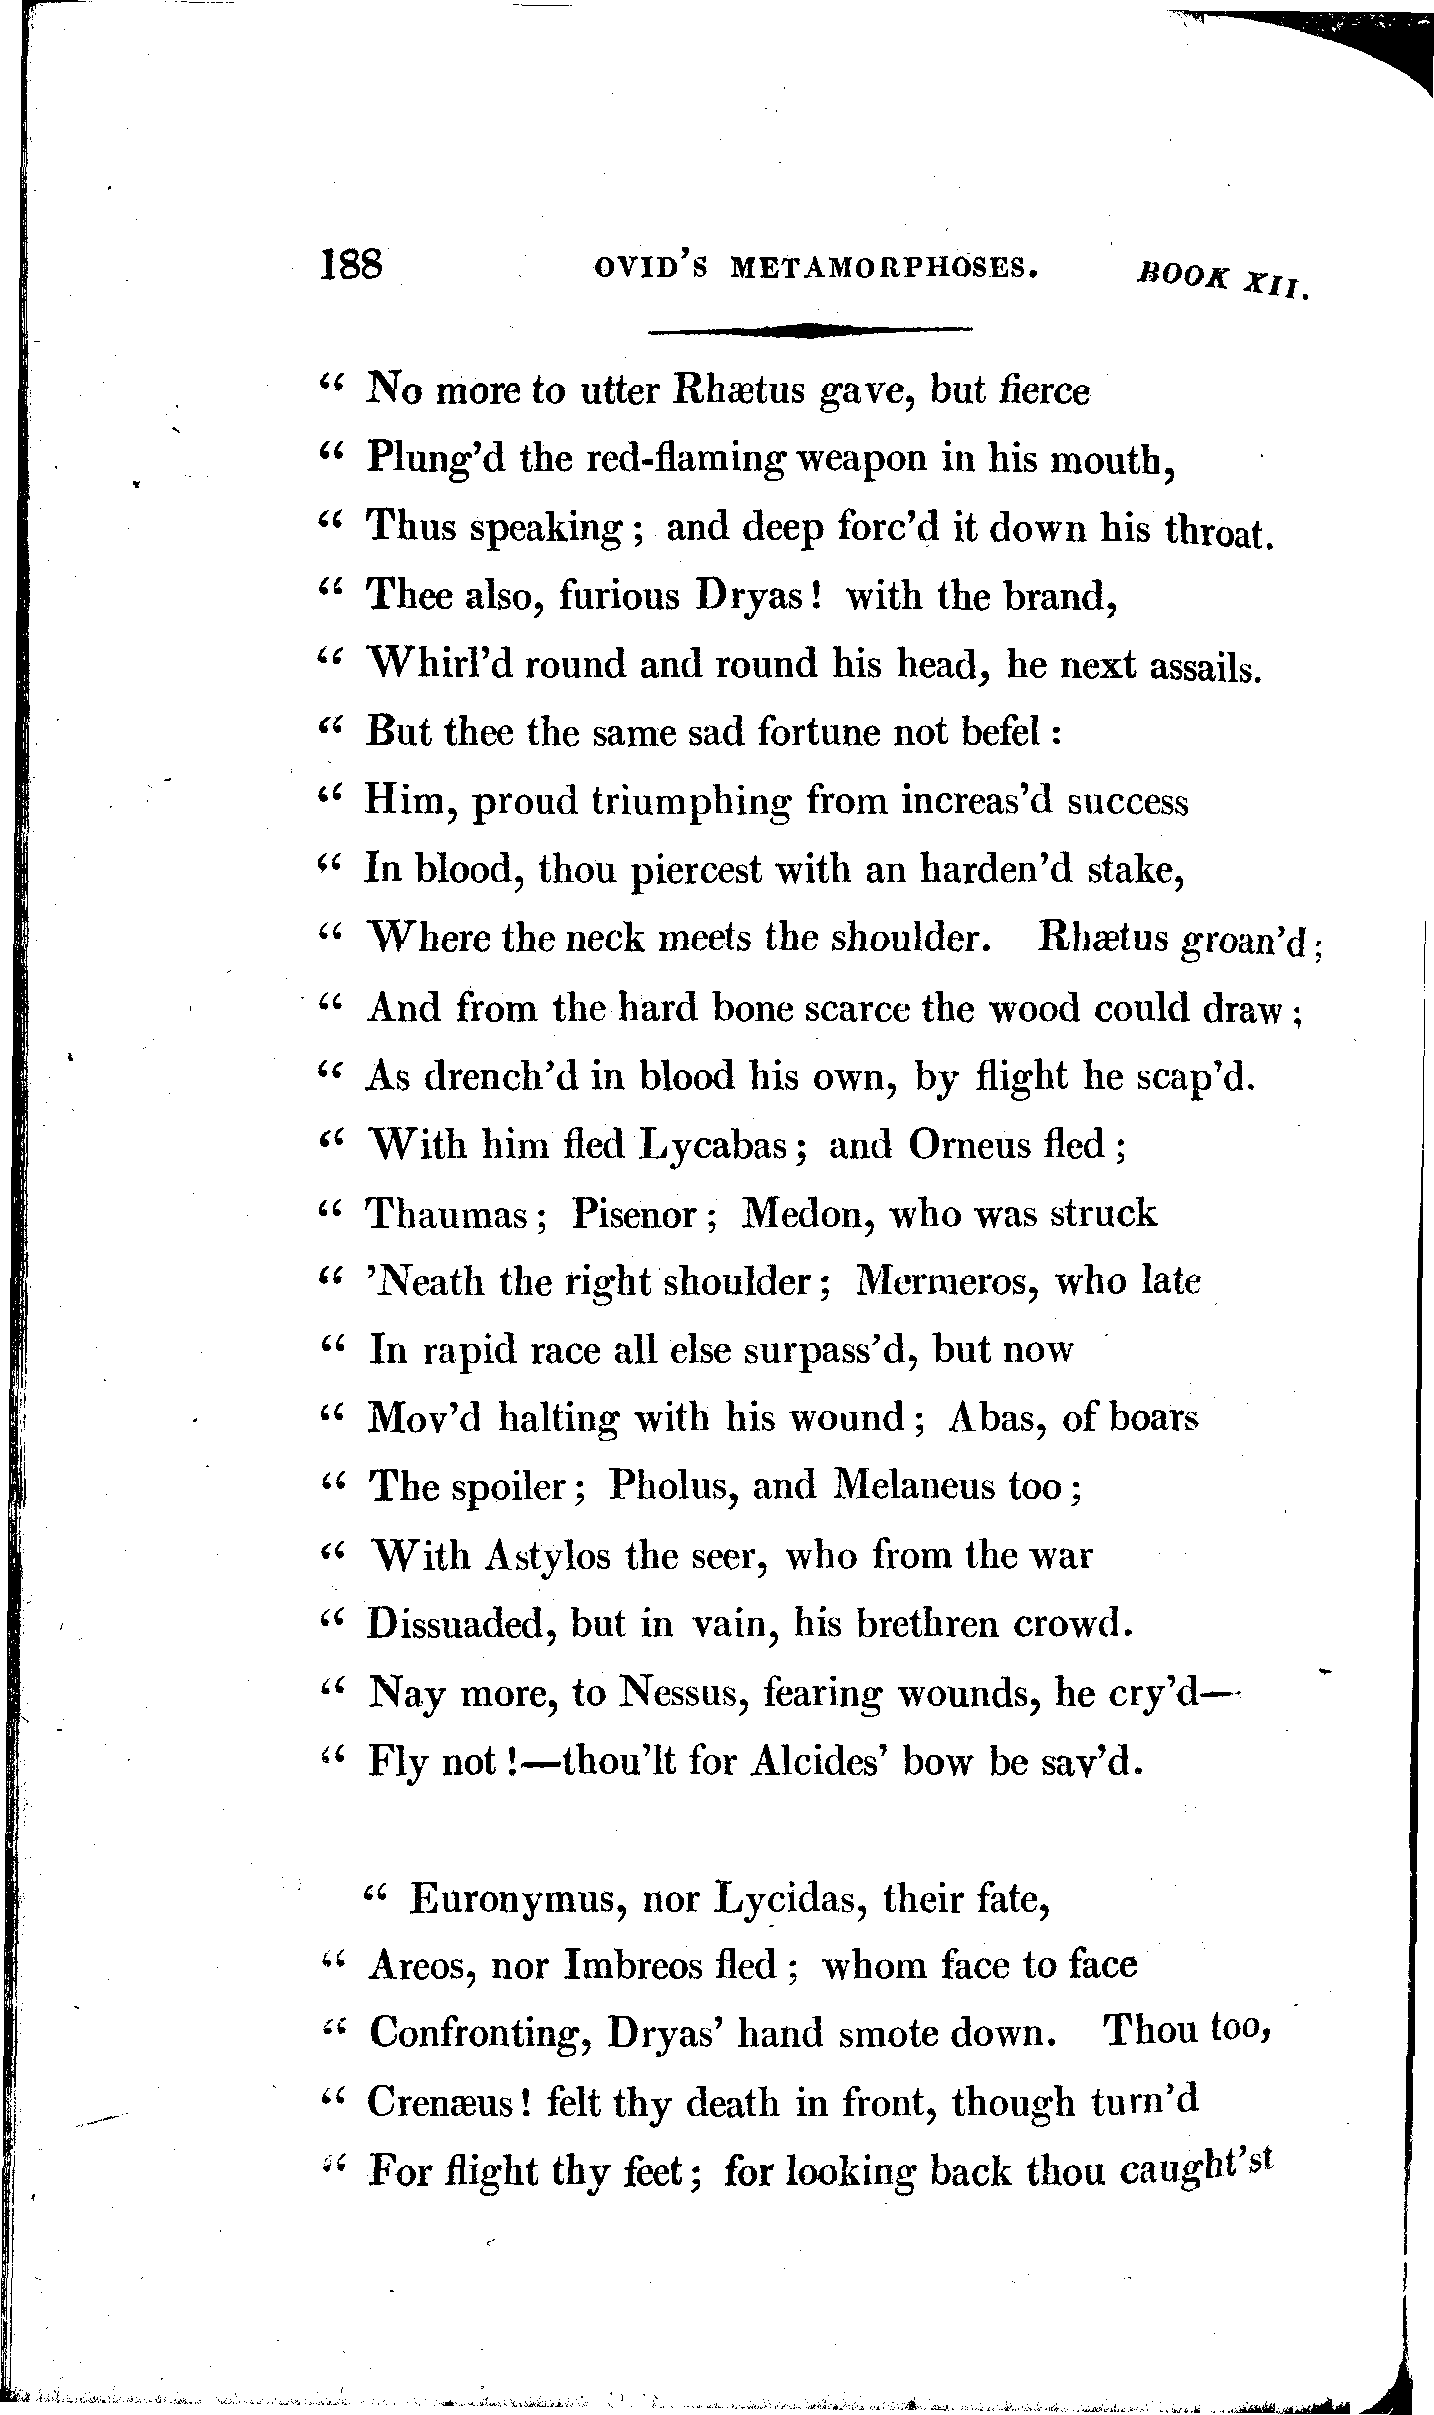 188 OVID'S METAMORPHOSES. BOOK XII.
“ No more to utter Rhætus gave, but fierce
“ Plung'd the red-flaming weapon in his mouth,
“ Thus speaking ; and deep forc'd it down his throat.
“ Thee also, furious Dryas ! with the brand,
“ Whirl'd round and round his head, he next assails.
“ But thee the same sad fortune not befel :
“ Him, proud triumphing from increas'd success
“ In blood, thou piercest with an harden'd stake,
“ Where the neck meets the shoulder. Rhætus groan'd ;
“ And from the hard bone scarce the wood could draw ;
“ As drench'd in blood his own, by flight he scap'd.
“ With him fled Lycabas ; and Orneus fled ;
“ Thaumas ; Pisenor ; Medon, who was struck
“ 'Neath the right shoulder ; Mermeros, who late
“ In rapid race all else surpass'd, but now
“ Mov'd halting with his wound ; Abas, of boars
“ The spoiler ; Pholus, and Melaneus too ;
“ With Astylos the seer, who from the war
“ Dissuaded, but in vain, his brethren crowd.
“ Nay more, to Nessus, fearing wounds, he cry'd—
“ Fly not !—thou'lt for Alcides' bow be sav'd.
“ Euronymus, nor Lycidas, their fate,
“ Areos, nor Imbreos fled ; whom face to face
“ Confronting, Dryas' hand smote down. Thou too,
“ Crenæus ! felt thy death in front, though turn'd
“ For flight thy feet ; for looking back thou caught'st